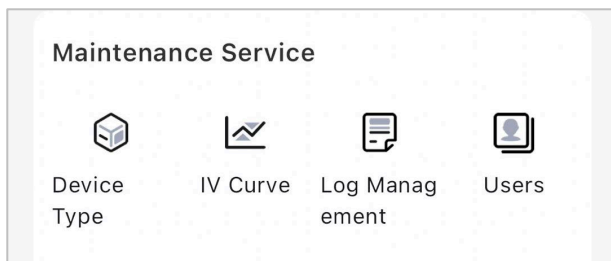 Maintenance Service
Device Type
IV Curve
Log Manag
ement
Users